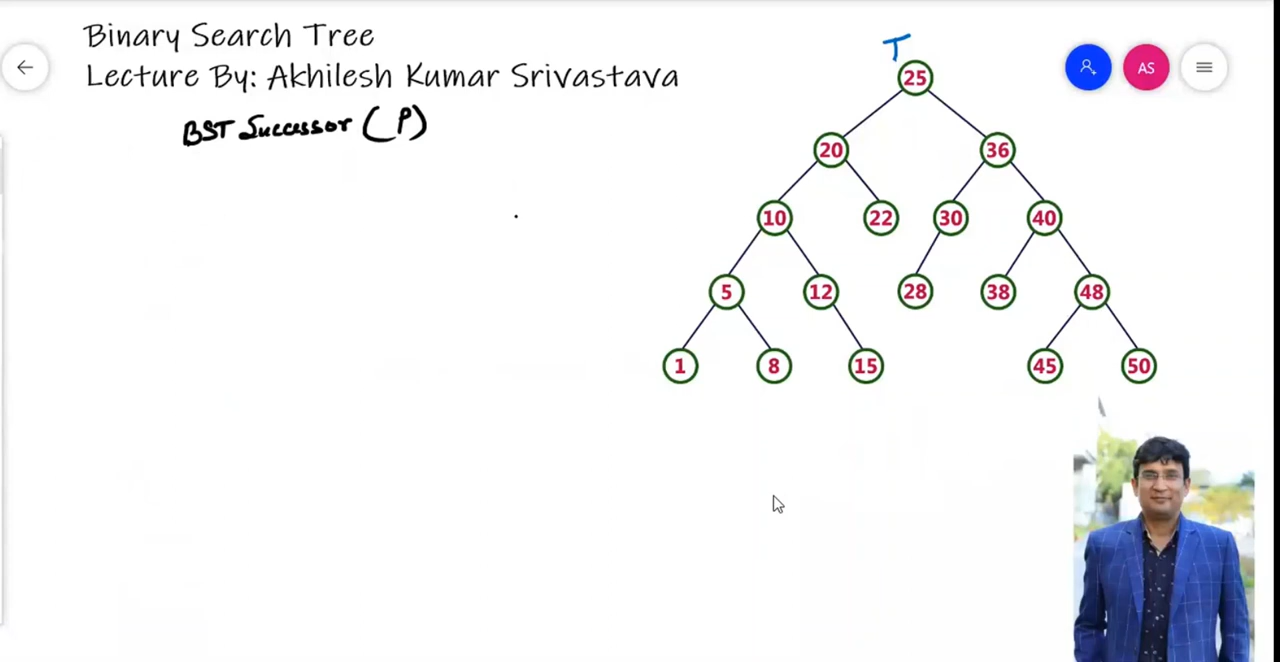 Binary Search Tree
Lecture By: Akhilesh Kumar Srivastava
BST Successor (P)
T
25
20 36
10 22 30 40
5 12 28 38 48
1 8 15 45 50
AS